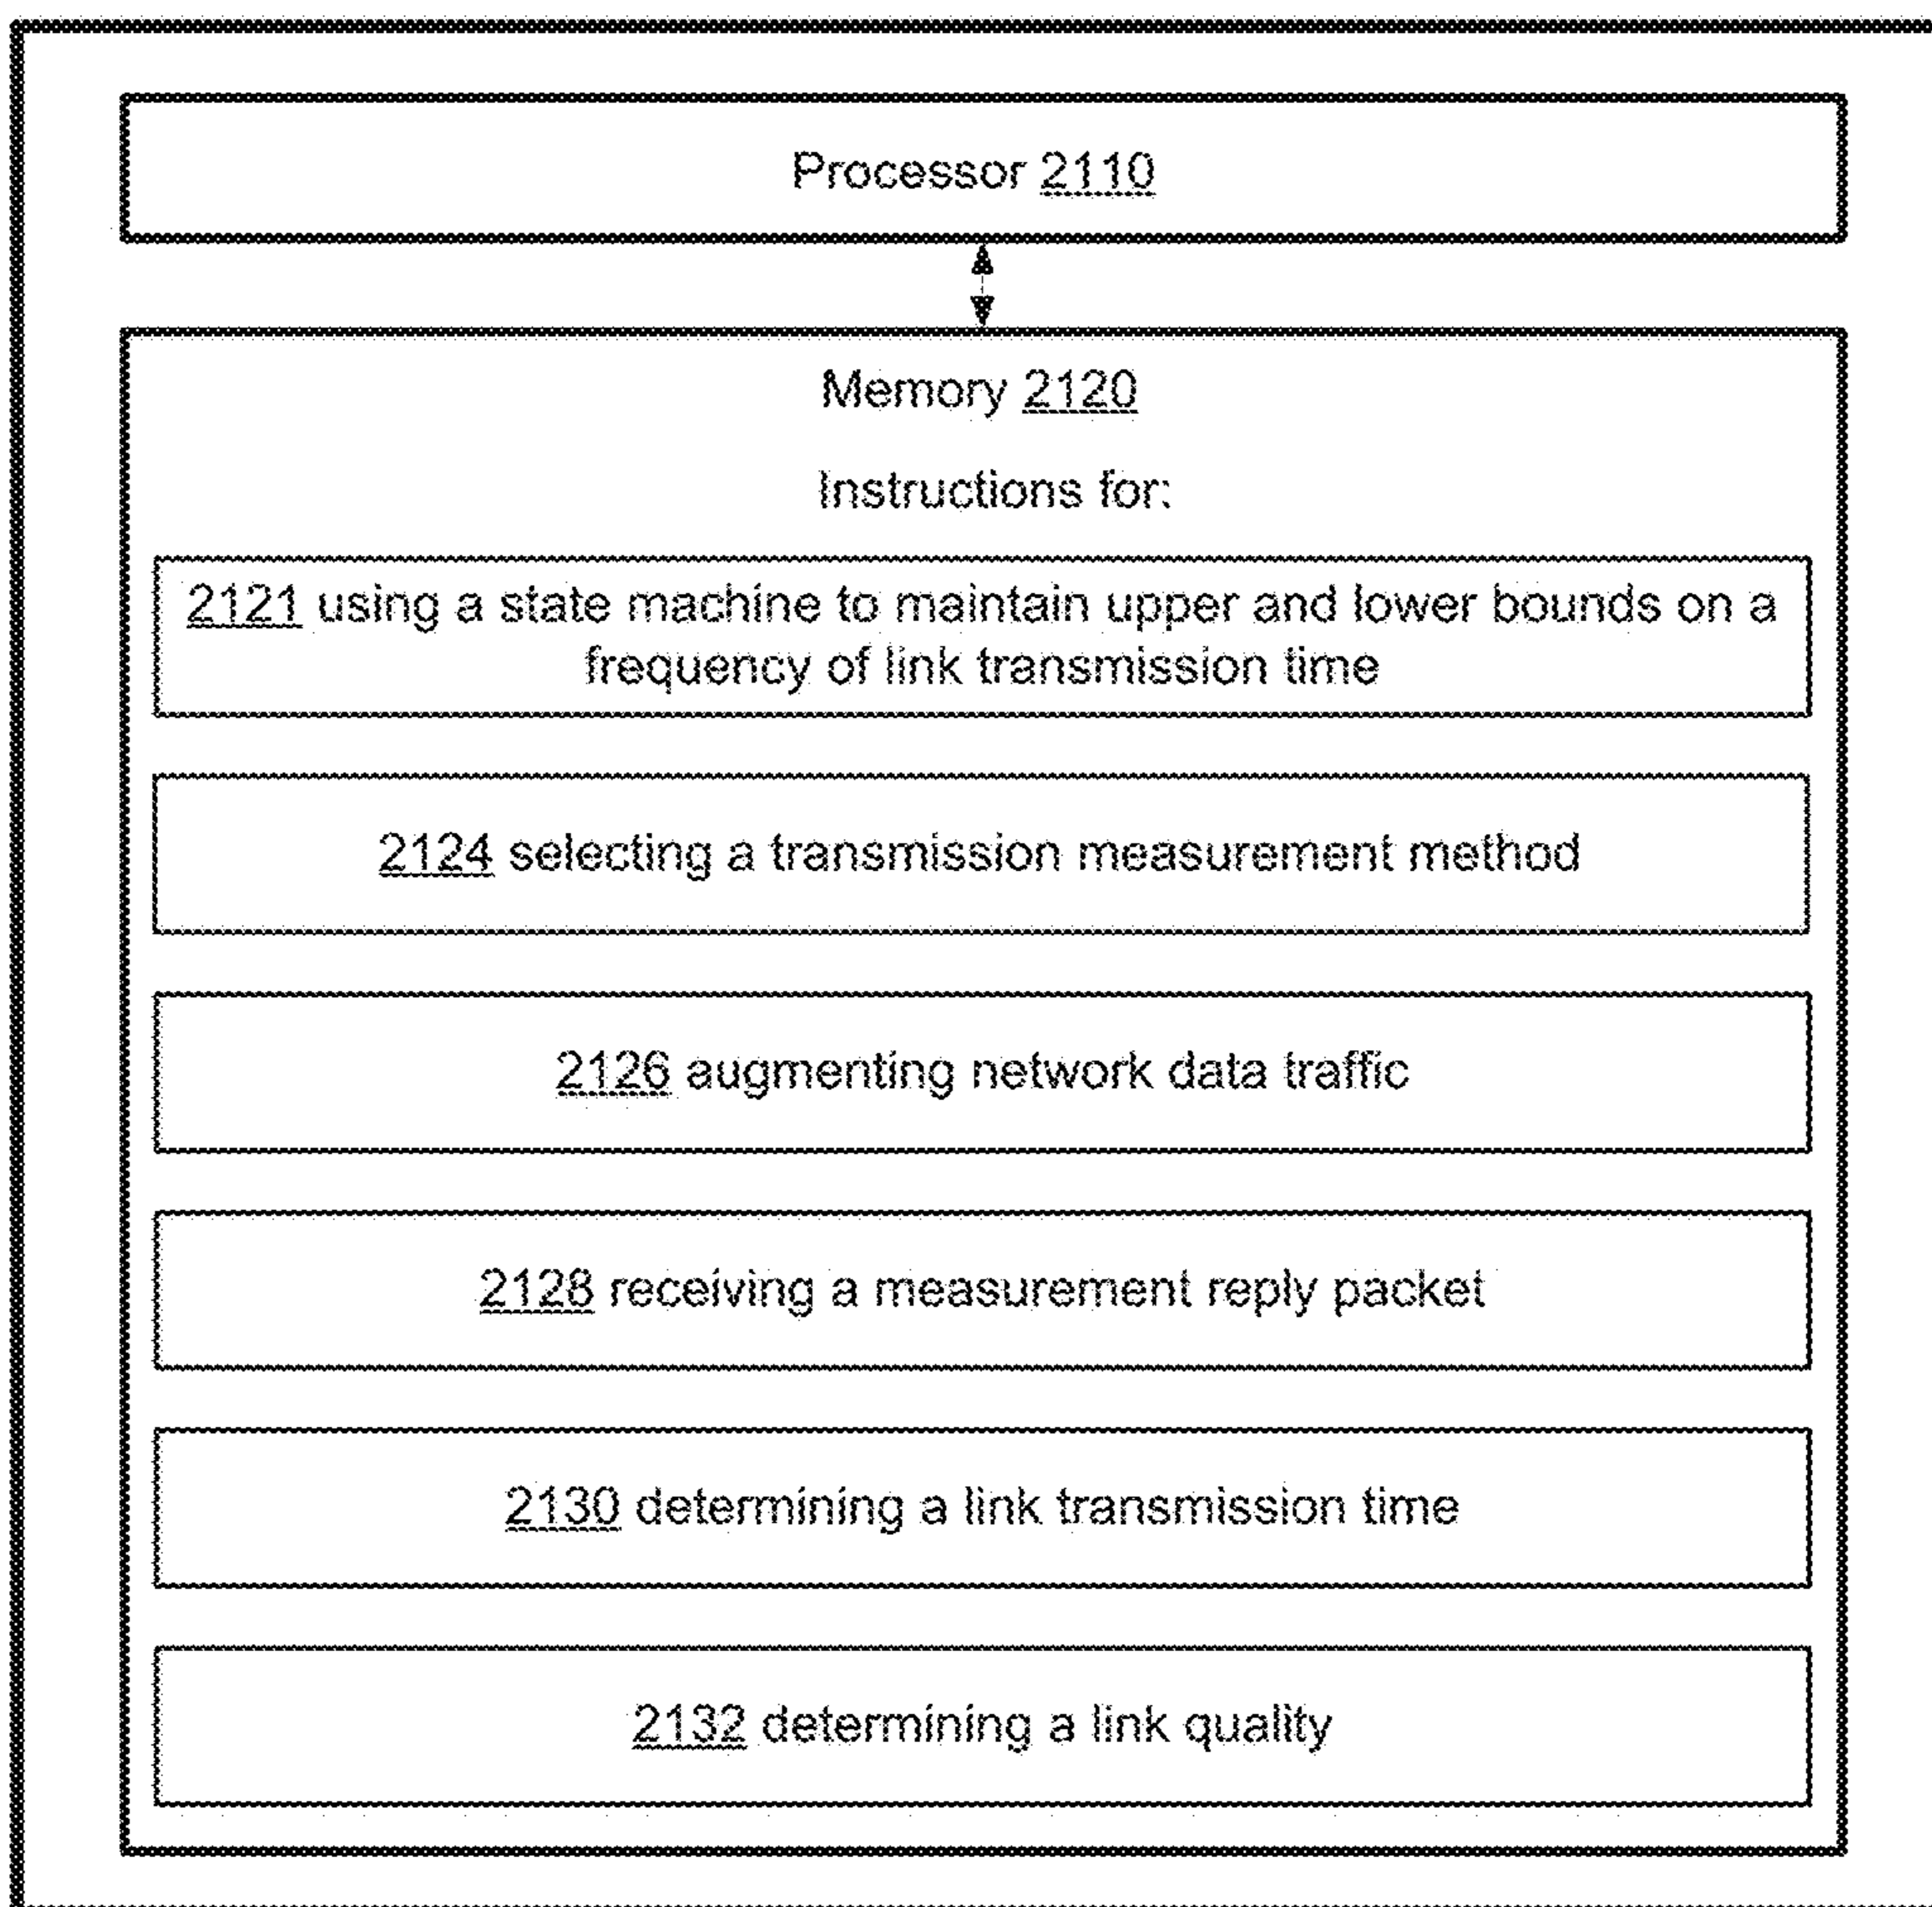 Processor 2110
Memory 2120
Instructions for:
2121 using a state machine to maintain upper and lower bounds on a
frequency of link transmission time
2124 selecting a transmission measurement method
2126 augmenting network data traffic
2128 receiving a measurement reply packet
2130 determining a link transmission time
2132 determining a link quality